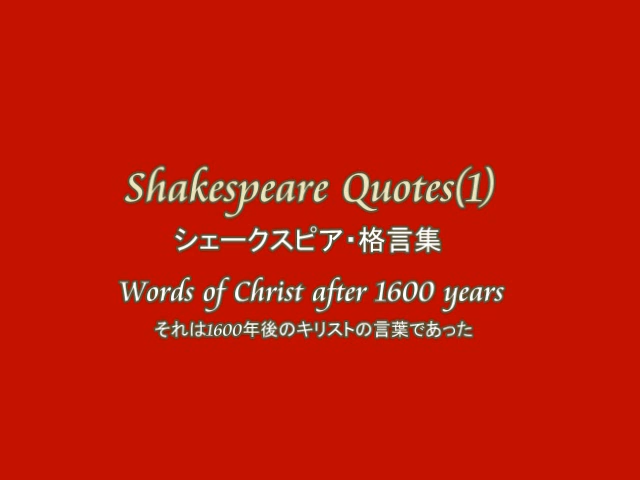 Shakespeare Quotes(1)
シェークスピア・格言集
Words of Christ after 1600 years
それは1600年後のキリストの言葉であった